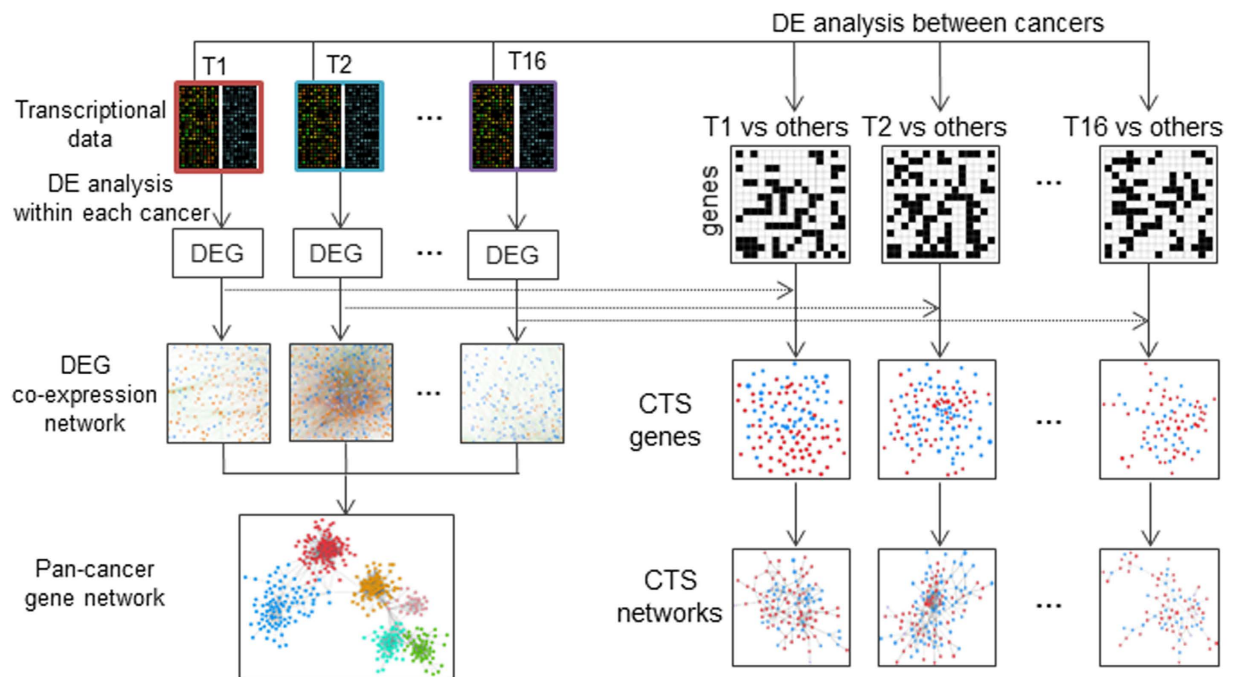 DE analysis between cancers
T1
T2
T16
...
Transcriptional
data
T1 vs others
T2 vs others
T16 vs others
genes
...
DE analysis
within each cancer
DEG
DEG
...
DEG
DEG
co-expression
network
...
CTS
genes
...
Pan-cancer
gene network
CTS
networks
...